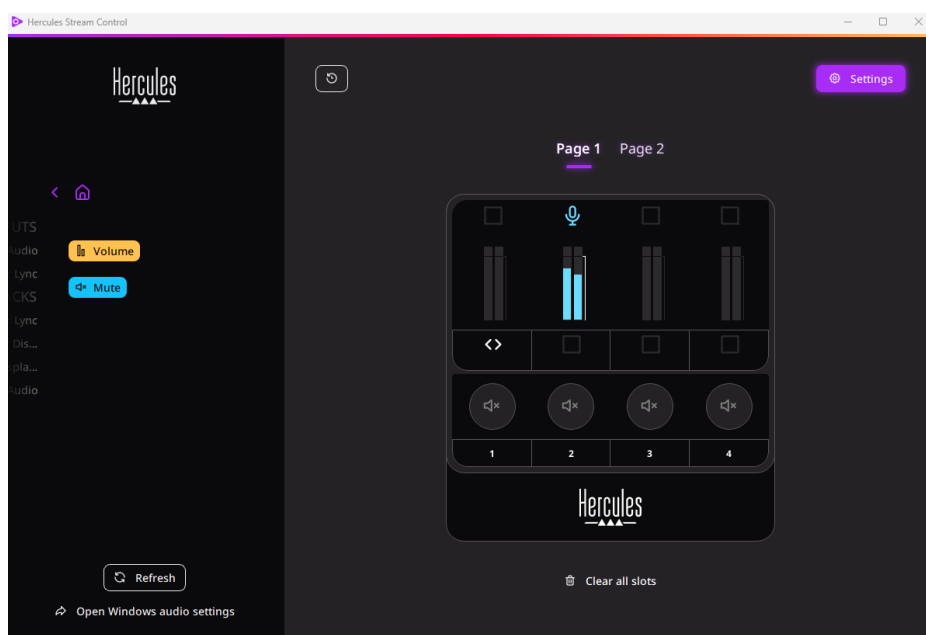 Hercules Stream Control
Hercules
Settings
Page 1 Page 2
UTS
udio
Volume
Lync
Mute
CKS
Lync
Dis...
spla...
udio
1 2 3 4
Hercules
Refresh
Clear all slots
Open Windows audio settings